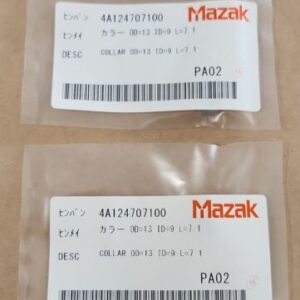 ﾋﾝﾊﾞﾝ 4A124707100 Mazak
ﾋﾝﾒｲ カラー OD=13 ID=9 L=7.1
DESC COLLAR OD=13 ID=9 L=7.1
PA02
ﾋﾝﾊﾞﾝ 4A124707100 Mazak
ﾋﾝﾒｲ カラー OD=13 ID=9 L=7.1
DESC COLLAR OD=13 ID=9 L=7.1
PA02